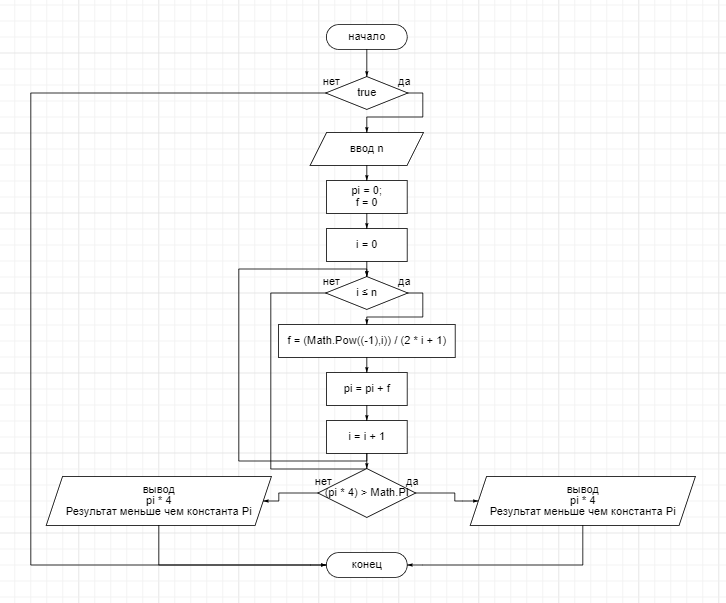 начало
нет
да
true
ввод n
pi = 0;
f = 0
i = 0
нет
да
i ≤ n
f = (Math.Pow((-1),i)) / (2 * i + 1)
pi = pi + f
i = i + 1
нет
да
(pi * 4) > Math.PI
вывод
pi * 4
Результат меньше чем константа Pi
вывод
pi * 4
Результат меньше чем константа Pi
конец